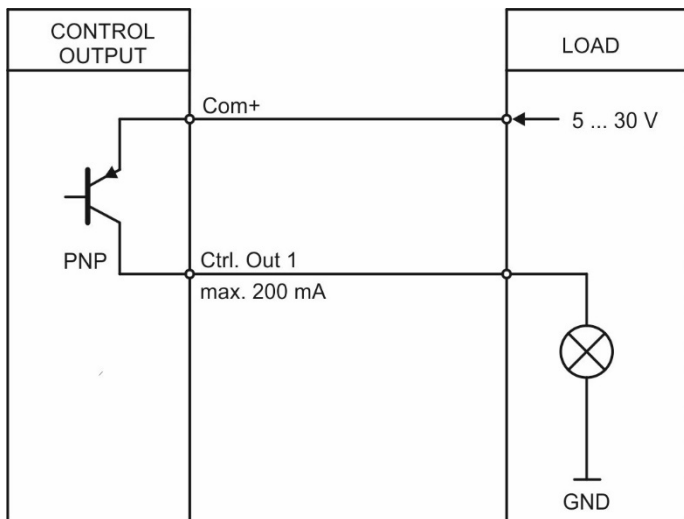 CONTROL
OUTPUT
LOAD
Com+
5 ... 30 V
PNP
Ctrl. Out 1
max. 200 mA
GND